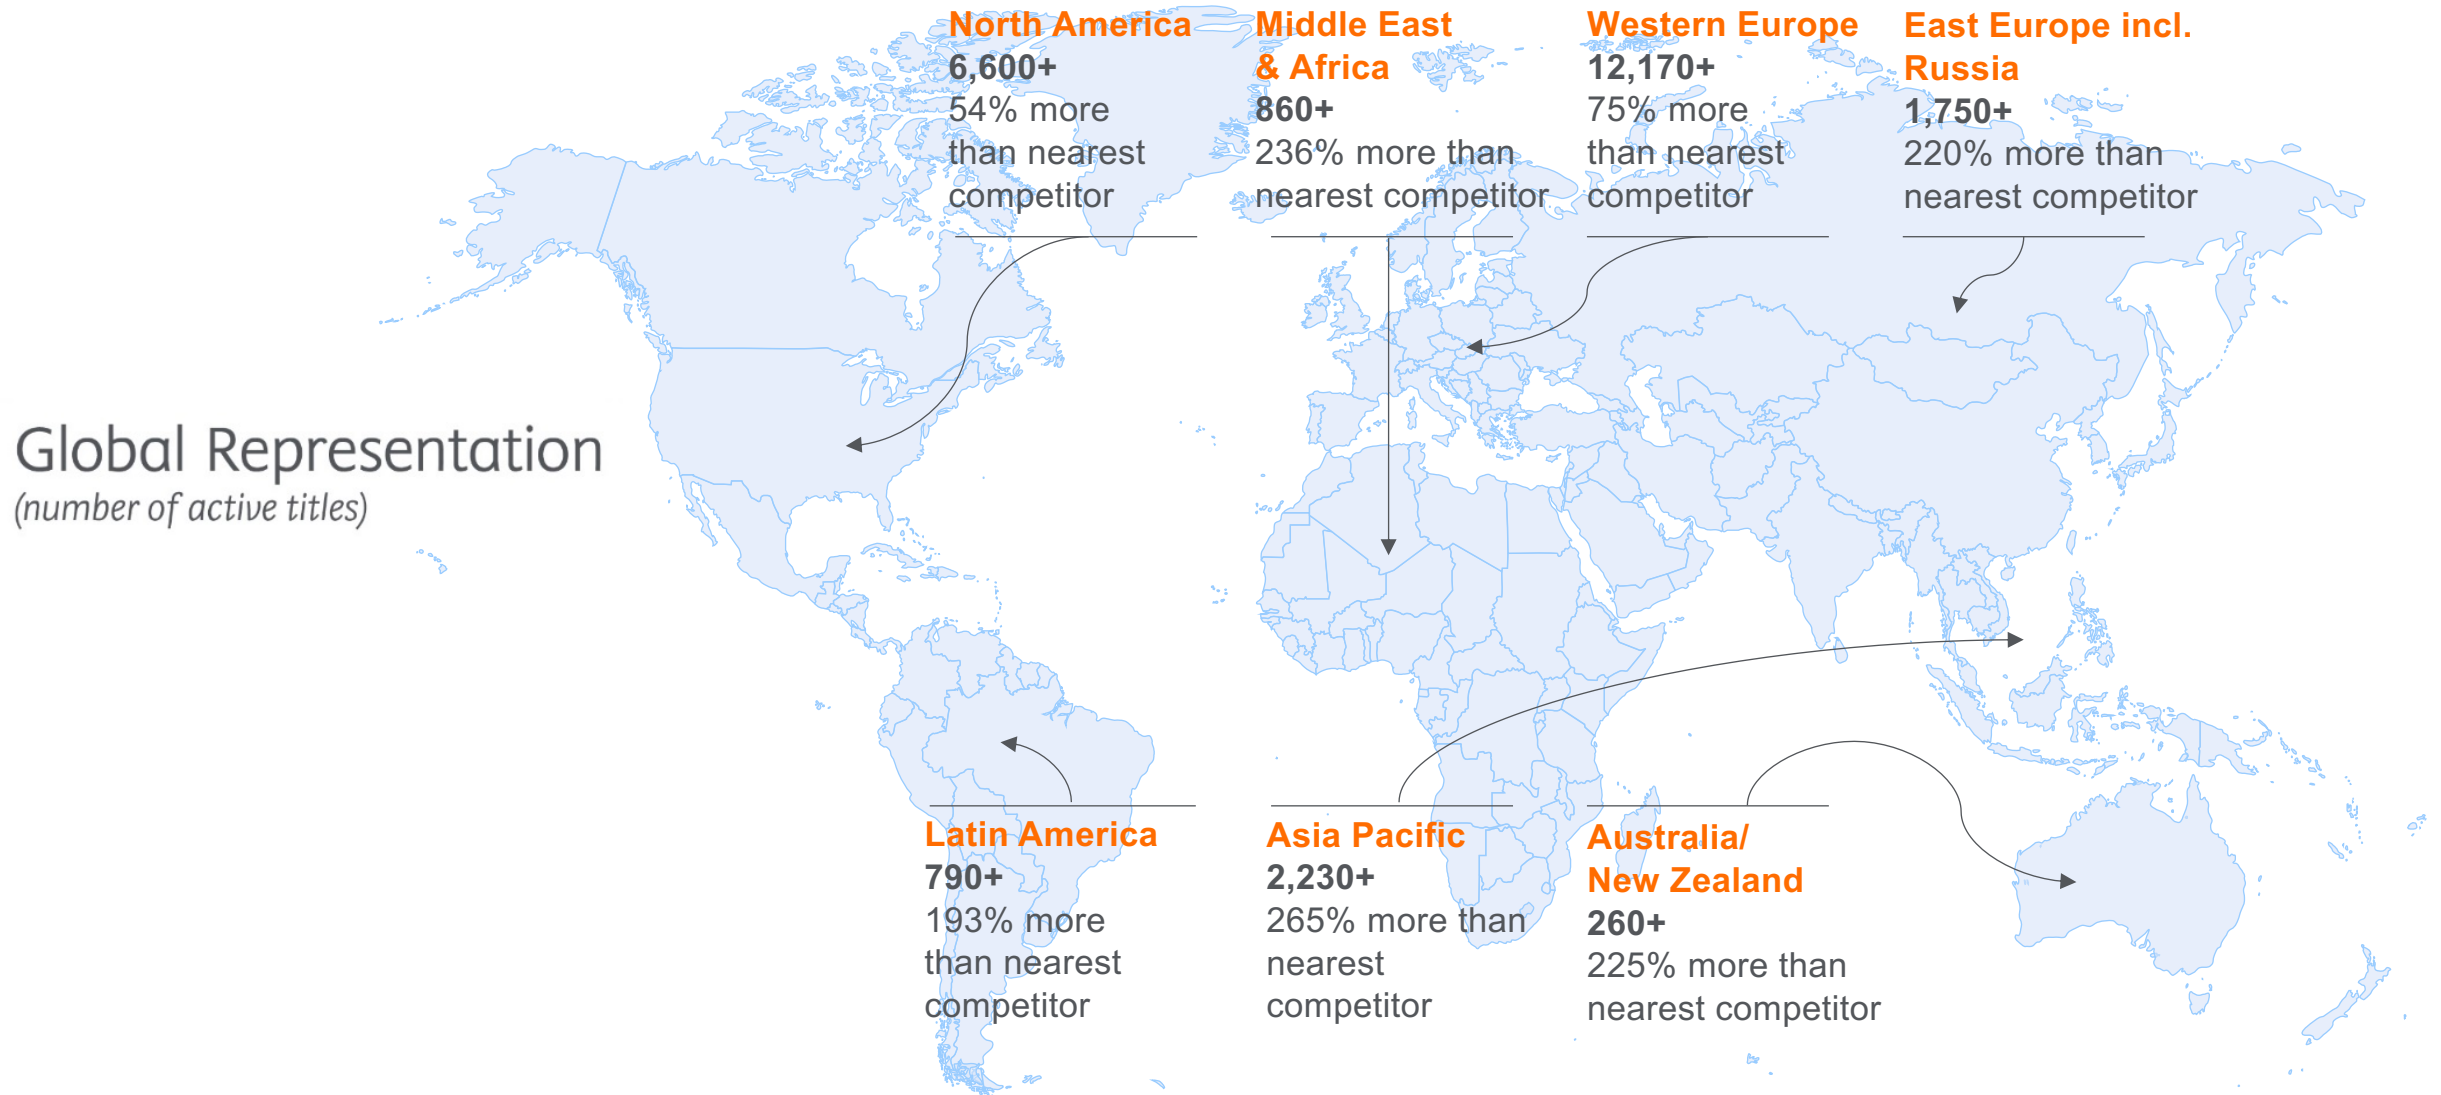 Global Representation
(number of active titles)
North America
6,600+
54% more
than nearest
competitor
Middle East
& Africa
860+
236% more than
nearest competitor
Western Europe
12,170+
75% more
than nearest
competitor
East Europe incl.
Russia
1,750+
220% more than
nearest competitor
Latin America
790+
193% more
than nearest
competitor
Asia Pacific
2,230+
265% more than
nearest
competitor
Australia/
New Zealand
260+
225% more than
nearest competitor